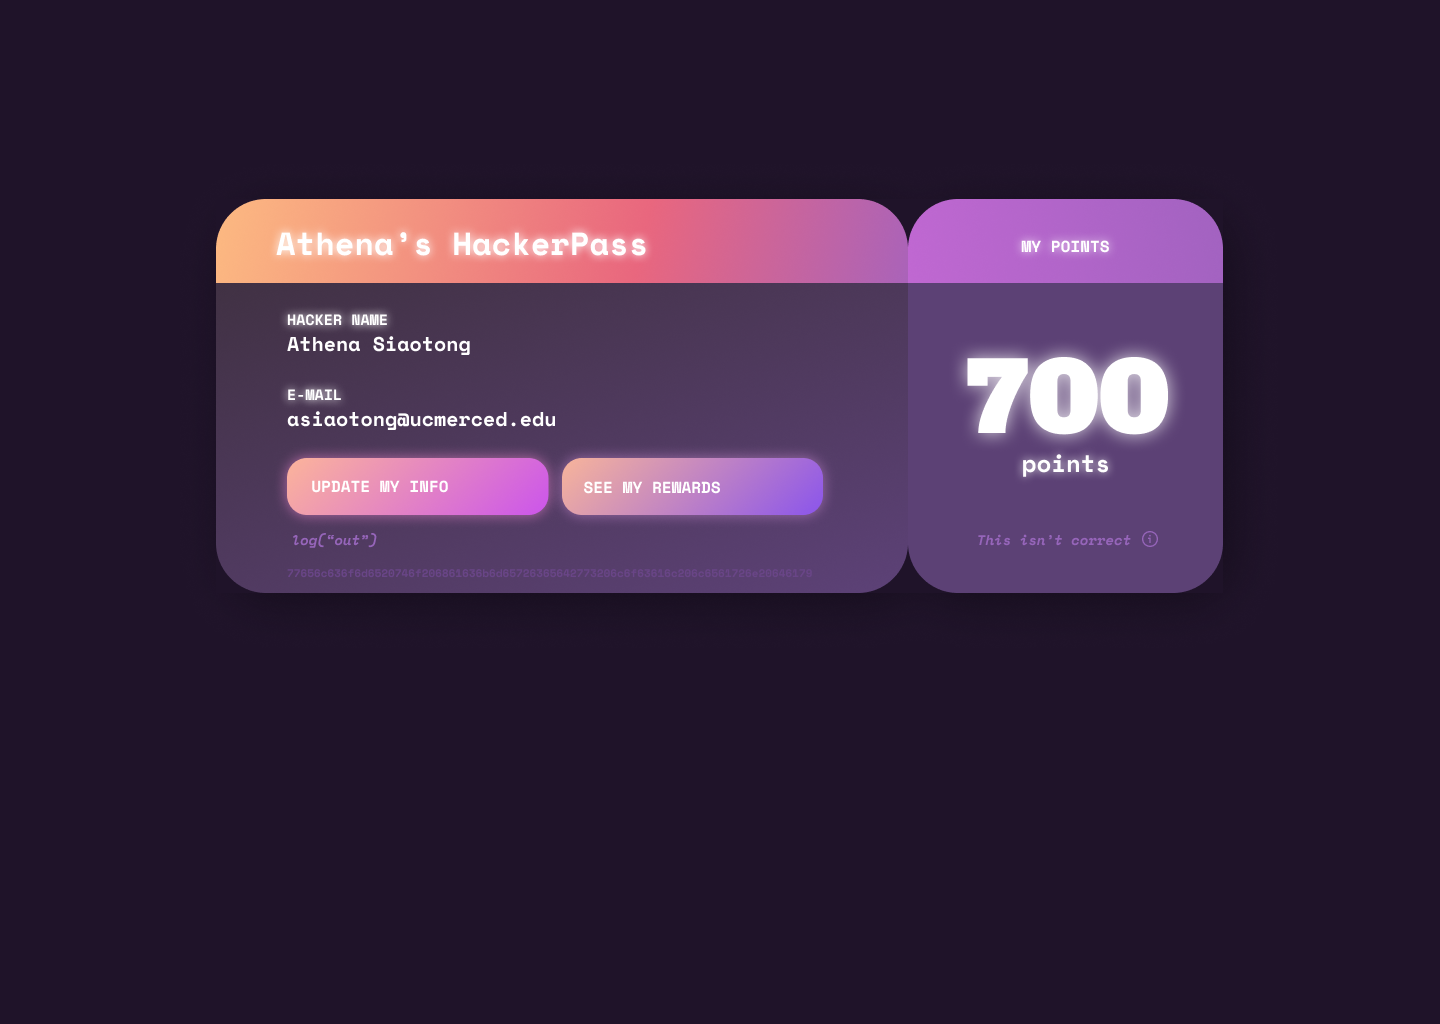 Athena’s HackerPass
MY POINTS
HACKER NAME
Athena Siaotong
E-MAIL
asiaotong@ucmerced.edu
700
points
UPDATE MY INFO
SEE MY REWARDS
log(“out”)
This isn’t correct